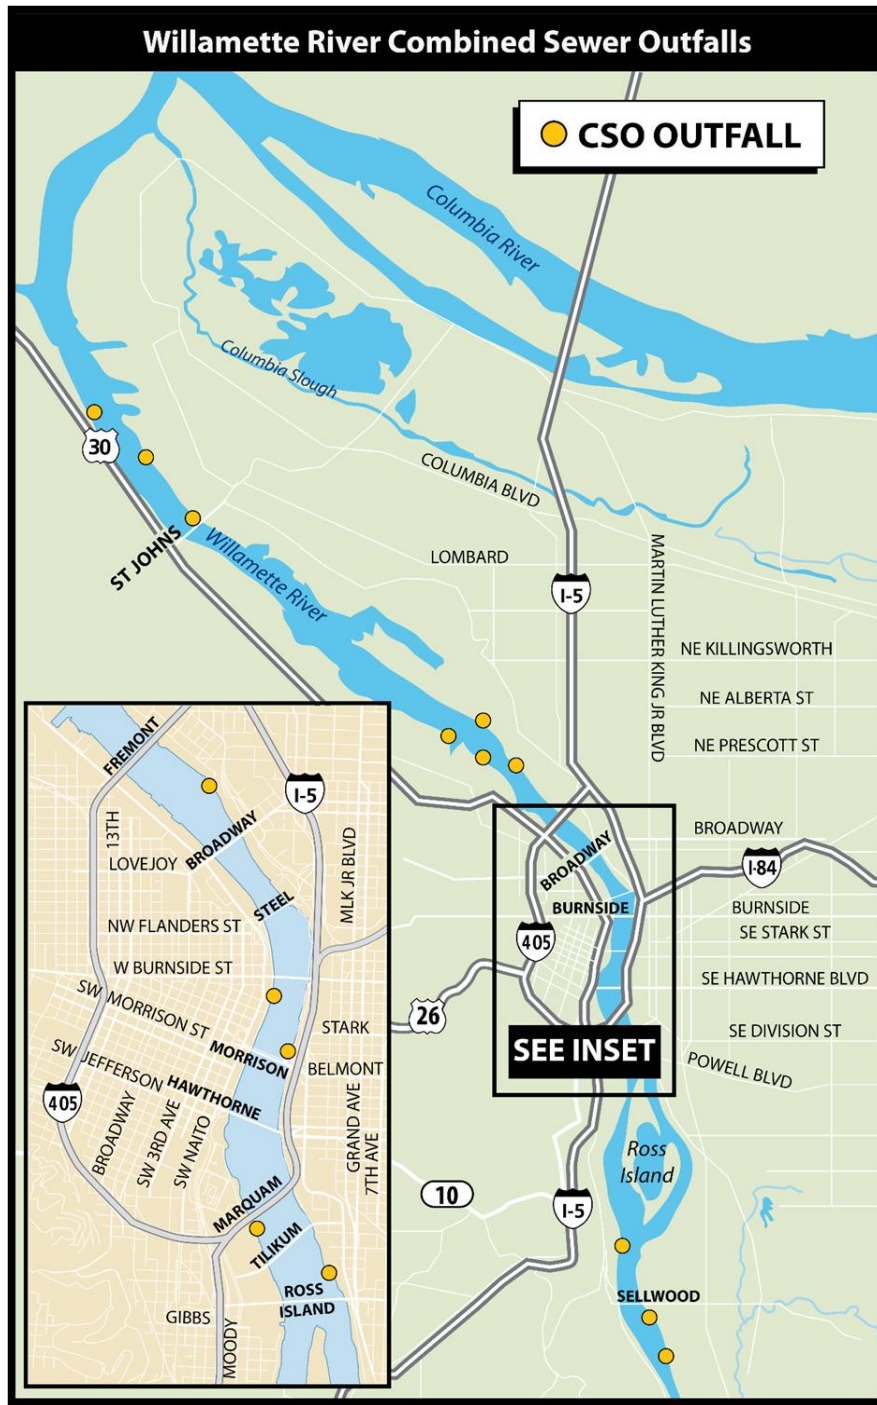 Willamette River Combined Sewer Outfalls
CSO OUTFALL
Columbia River
Columbia Slough
30
COLUMBIA BLVD
ST JOHNS
Willamette River
LOMBARD
I-5
MARTIN LUTHER KING JR BLVD
NE KILLINGSWORTH
NE ALBERTA ST
NE PRESCOTT ST
BROADWAY
BROADWAY
I-84
BURNSIDE
BURNSIDE
SE STARK ST
405
SE HAWTHORNE BLVD
26
SE DIVISION ST
SEE INSET
POWELL BLVD
Ross
Island
10
I-5
SELLWOOD
FREMONT
I-5
13TH
BROADWAY
LOVEJOY
MLK JR BLVD
STEEL
NW FLANDERS ST
W BURNSIDE ST
SW MORRISON ST
STARK
MORRISON
BELMONT
SW JEFFERSON
HAWTHORNE
405
BROADWAY
SW 3RD AVE
SW NAITO
GRAND AVE
7TH AVE
MARQUAM
TILIKUM
ROSS
ISLAND
GIBBS
MOODY